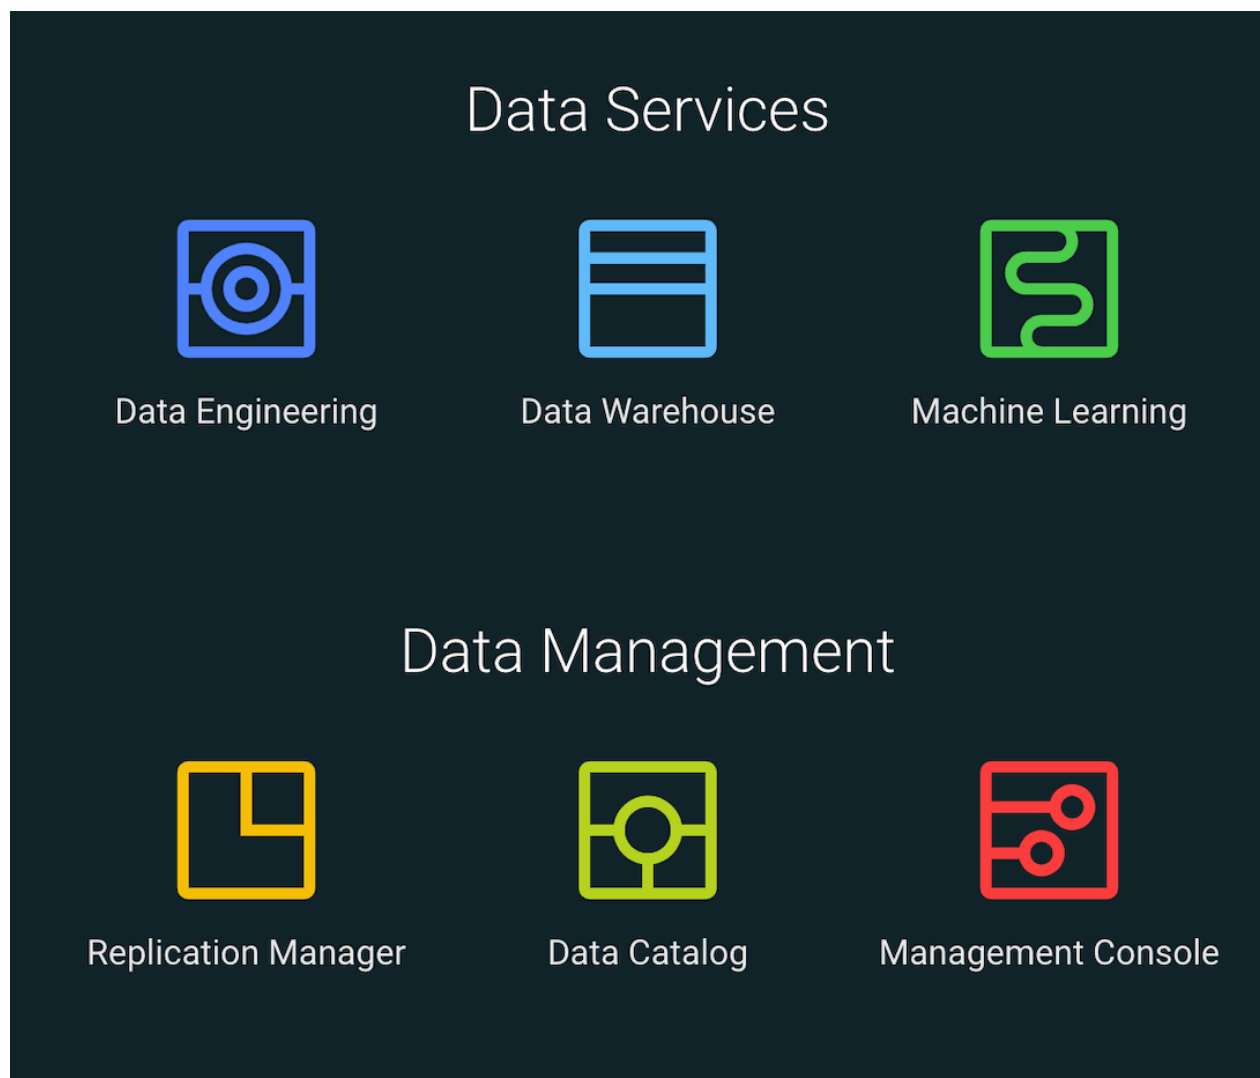 Data Services
Data Engineering
Data Warehouse
Machine Learning
Data Management
Replication Manager
Data Catalog
Management Console